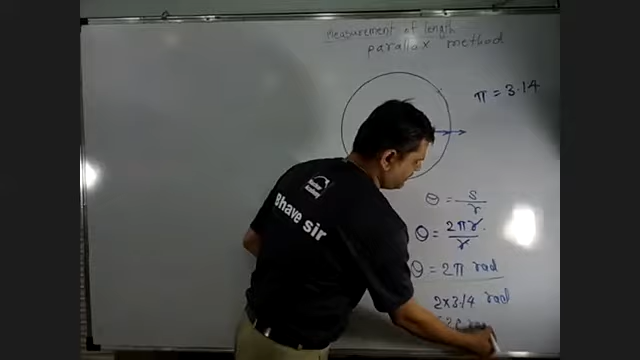 measurement of length
parallax method
π = 3.14
θ = s/r
θ = 2πr/r
θ = 2π rad
2×3.14 rad
Bhave sir